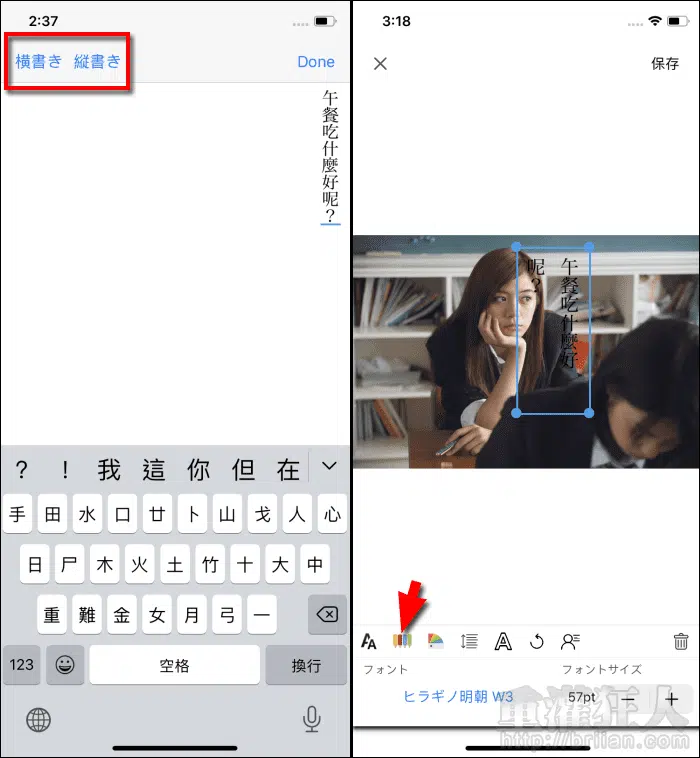 2:37
横書き 縦書き Done
午餐吃什麼好呢？
？ ！ 我 這 你 但 在
手 田 水 口 廿 卜 山 戈 人 心
日 尸 木 火 土 竹 十 大 中
重 難 金 女 月 弓 一
123 空格 換行
3:18
保存
午餐吃什麼好
呢？
フォント フォントサイズ
ヒラギノ明朝 W3 57pt
重灌狂人
http://briian.com